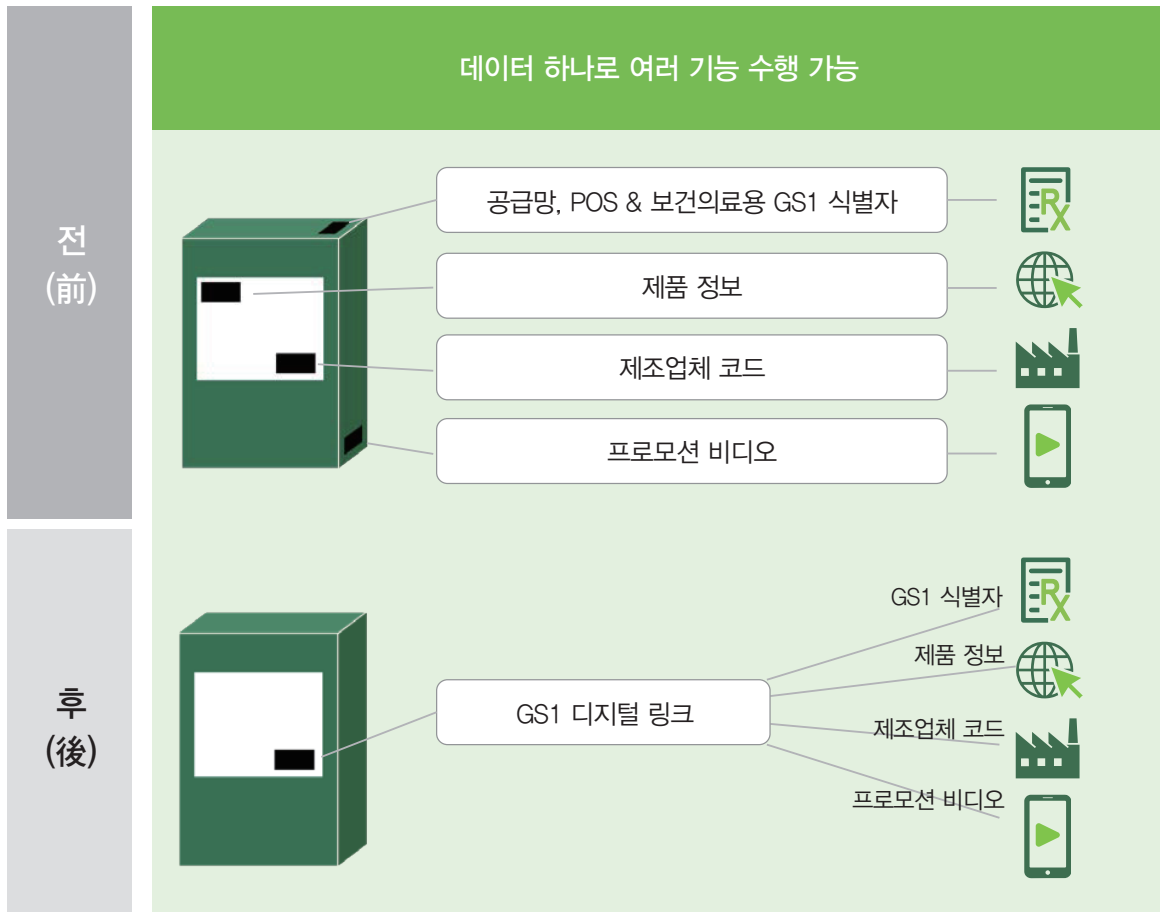 데이터 하나로 여러 기능 수행 가능
전
(前)
공급망, POS & 보건의료용 GS1 식별자
RX
제품 정보
제조업체 코드
프로모션 비디오
후
(後)
GS1 디지털 링크
GS1 식별자
RX
제품 정보
제조업체 코드
프로모션 비디오